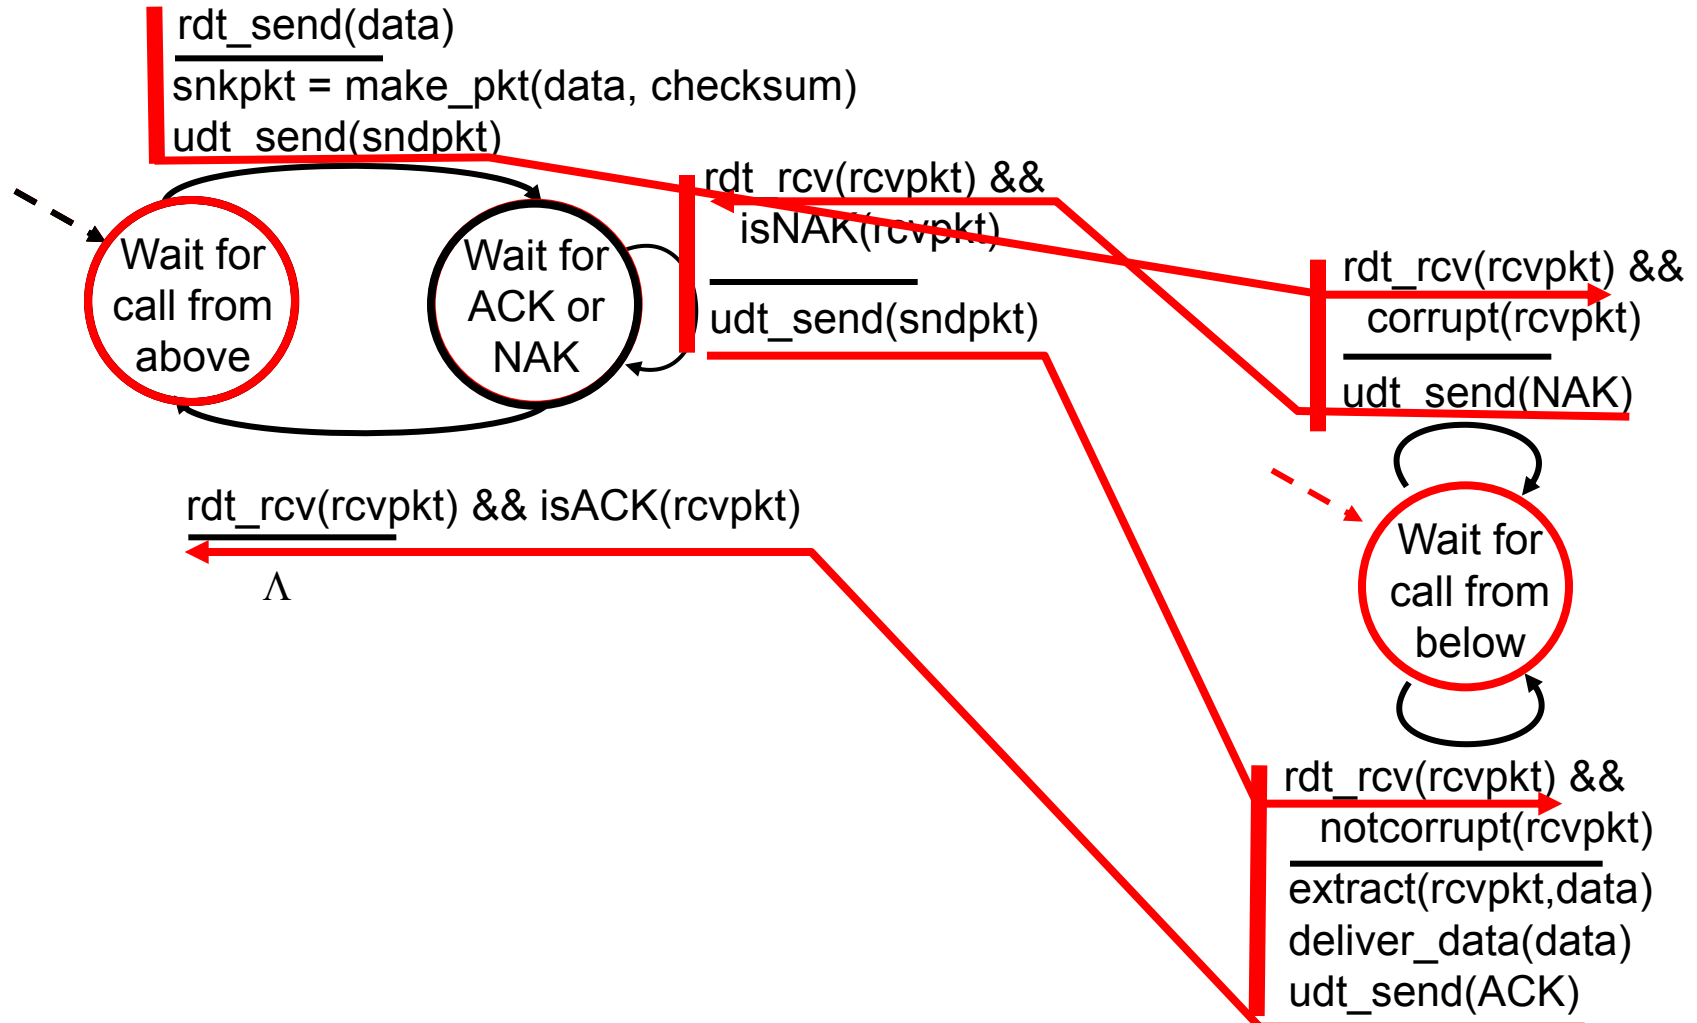 rdt_send(data)
snkpkt = make_pkt(data, checksum)
udt_send(sndpkt)
Wait for
call from
above
Wait for
ACK or
NAK
rdt_rcv(rcvpkt) &&
isNAK(rcvpkt)
udt_send(sndpkt)
rdt_rcv(rcvpkt) && isACK(rcvpkt)
Λ
rdt_rcv(rcvpkt) &&
corrupt(rcvpkt)
udt_send(NAK)
Wait for
call from
below
rdt_rcv(rcvpkt) &&
notcorrupt(rcvpkt)
extract(rcvpkt,data)
deliver_data(data)
udt_send(ACK)